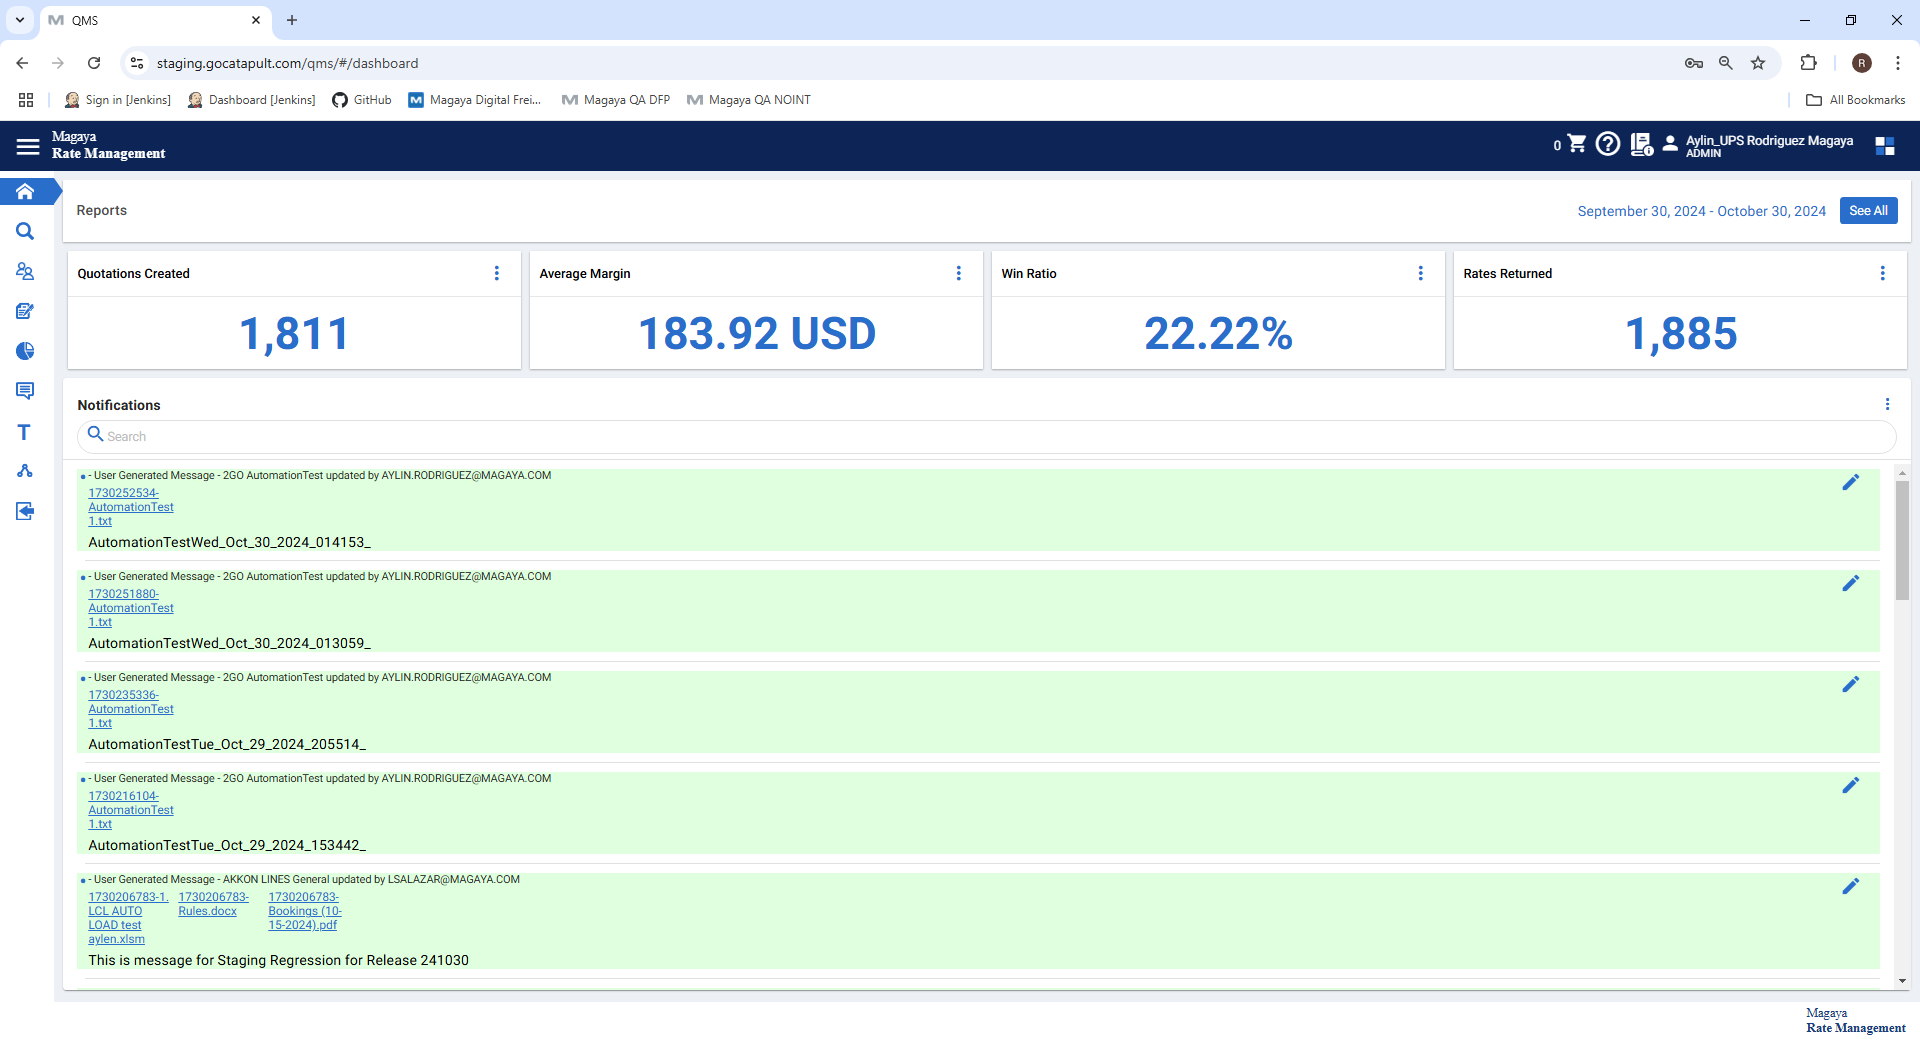 QMS
staging.gocatapult.com/qms/#/dashboard
R
Sign in [Jenkins]
Dashboard [Jenkins]
GitHub
Magaya Digital Frei...
Magaya QA DFP
Magaya QA NOINT
All Bookmarks
Magaya
Rate Management
0
Aylin_UPS Rodriguez Magaya
ADMIN
Reports
September 30, 2024 - October 30, 2024
See All
Quotations Created
Average Margin
Win Ratio
Rates Returned
1,811
183.92 USD
22.22%
1,885
Notifications
Search
- User Generated Message - 2GO AutomationTest updated by AYLIN.RODRIGUEZ@MAGAYA.COM
1730252534-
AutomationTest
1.txt
AutomationTestWed_Oct_30_2024_014153_
- User Generated Message - 2GO AutomationTest updated by AYLIN.RODRIGUEZ@MAGAYA.COM
1730251880-
AutomationTest
1.txt
AutomationTestWed_Oct_30_2024_013059_
- User Generated Message - 2GO AutomationTest updated by AYLIN.RODRIGUEZ@MAGAYA.COM
1730235336-
AutomationTest
1.txt
AutomationTestTue_Oct_29_2024_205514_
- User Generated Message - 2GO AutomationTest updated by AYLIN.RODRIGUEZ@MAGAYA.COM
1730216104-
AutomationTest
1.txt
AutomationTestTue_Oct_29_2024_153442_
- User Generated Message - AKKON LINES General updated by LSALAZAR@MAGAYA.COM
1730206783-1.
LCL AUTO
LOAD test
aylen.xlsm
1730206783-
Rules.docx
1730206783-
Bookings (10-
15-2024).pdf
This is message for Staging Regression for Release 241030
Magaya
Rate Management